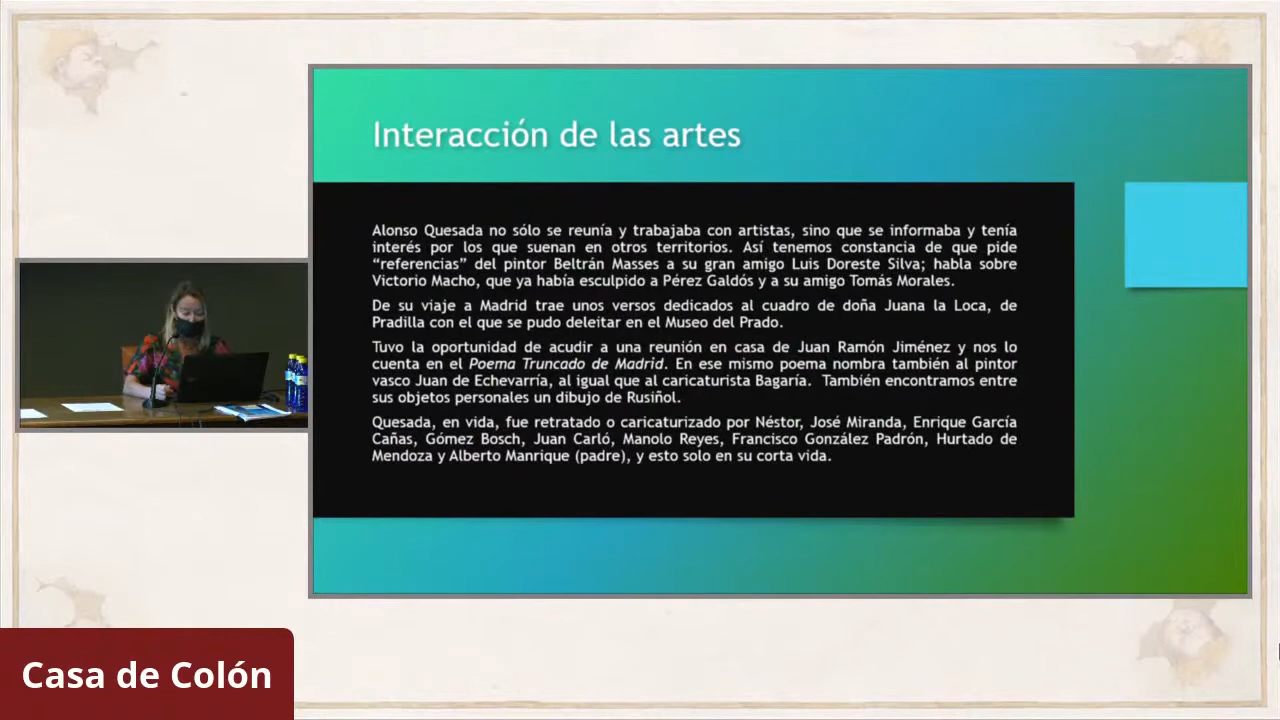 Interacción de las artes
Alonso Quesada no sólo se reunía y trabajaba con artistas, sino que se informaba y tenía
interés por los que suenan en otros territorios. Así tenemos constancia de que pide
“referencias” del pintor Beltrán Masses a su gran amigo Luis Doreste Silva; habla sobre
Victorio Macho, que ya había esculpido a Pérez Galdós y a su amigo Tomás Morales.
De su viaje a Madrid trae unos versos dedicados al cuadro de doña Juana la Loca, de
Pradilla con el que se pudo deleitar en el Museo del Prado.
Tuvo la oportunidad de acudir a una reunión en casa de Juan Ramón Jiménez y nos lo
cuenta en el Poema Truncado de Madrid. En ese mismo poema nombra también al pintor
vasco Juan de Echevarría, al igual que al caricaturista Bagaría.  También encontramos entre
sus objetos personales un dibujo de Rusiñol.
Quesada, en vida, fue retratado o caricaturizado por Néstor, José Miranda, Enrique García
Cañas, Gómez Bosch, Juan Carló, Manolo Reyes, Francisco González Padrón, Hurtado de
Mendoza y Alberto Manrique (padre), y esto solo en su corta vida.
Casa de Colón